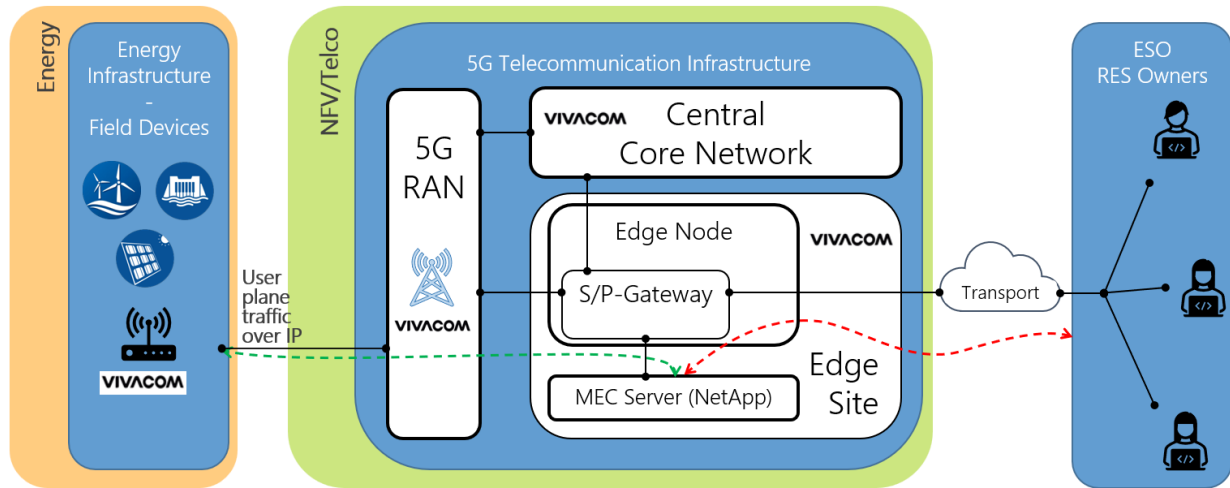 Energy
Energy
Infrastructure
-
Field Devices
VIVACOM
User
plane
traffic
over IP
NFV/Telco
5G Telecommunication Infrastructure
5G
RAN
VIVACOM
VIVACOM
Central
Core Network
Edge Node
VIVACOM
S/P-Gateway
MEC Server (NetApp)
Edge
Site
Transport
ESO
RES Owners
</>
</>
</>